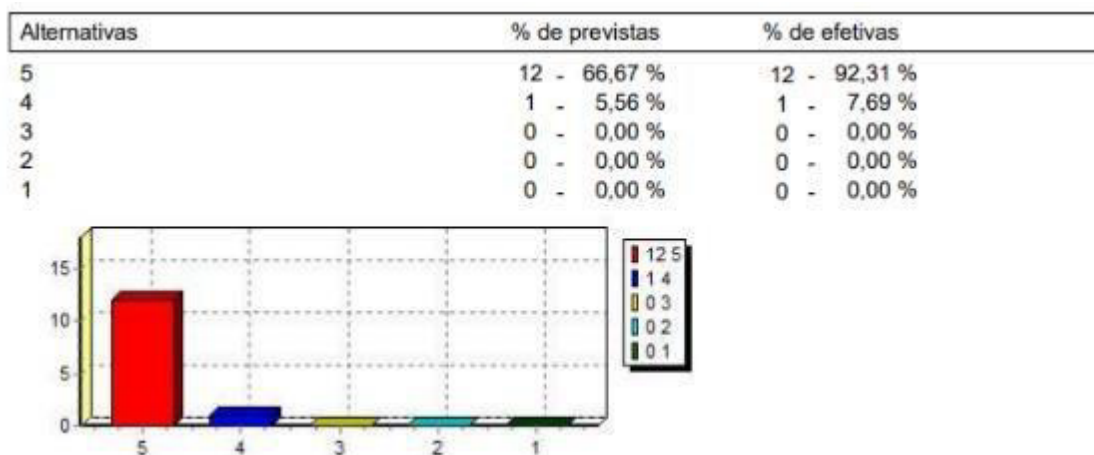 Alternativas % de previstas % de efetivas
5 12 - 66,67 % 12 - 92,31 %
4 1 - 5,56 % 1 - 7,69 %
3 0 - 0,00 % 0 - 0,00 %
2 0 - 0,00 % 0 - 0,00 %
1 0 - 0,00 % 0 - 0,00 %
15
10
5
0
5 4 3 2 1
12 5
1 4
0 3
0 2
0 1